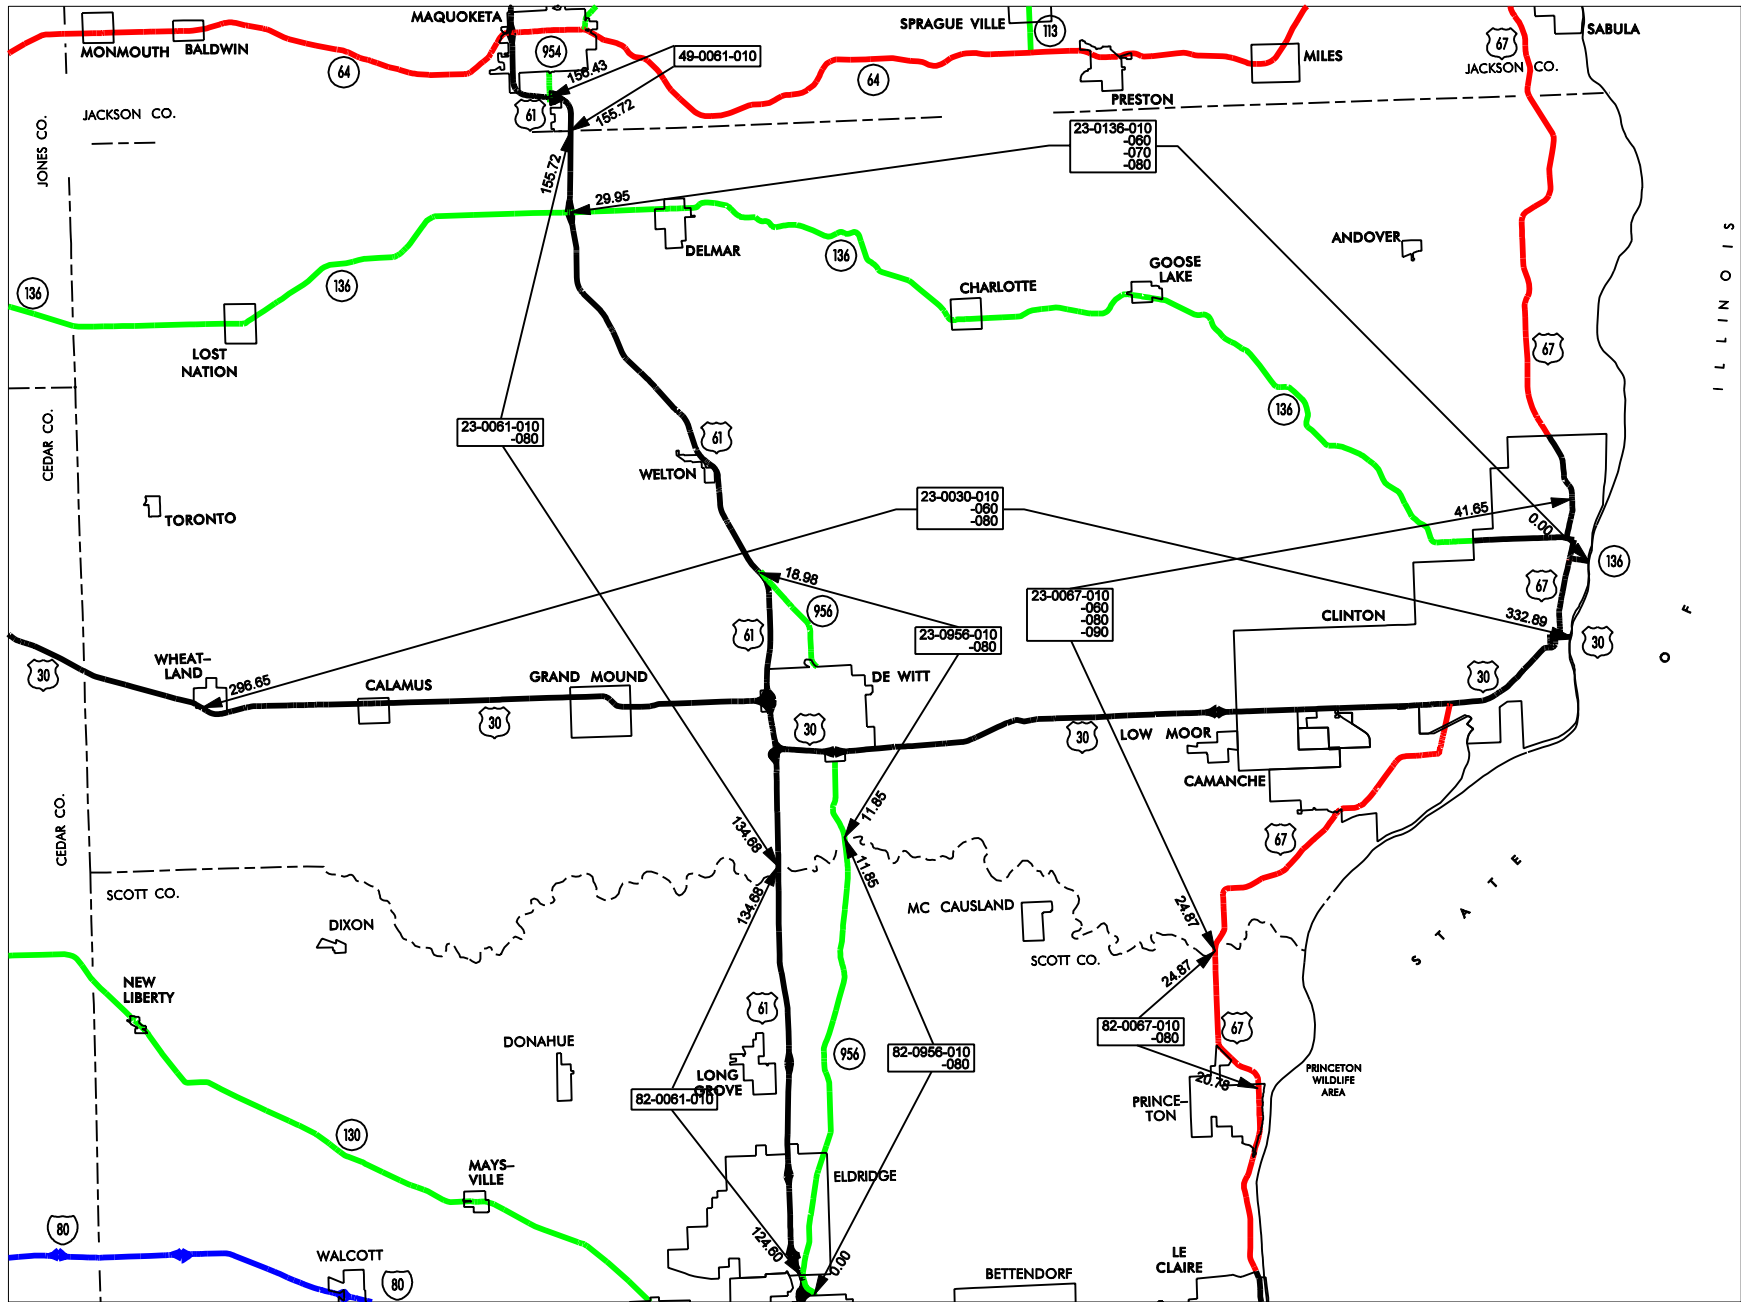 MAQUOKETA
SPRAGUE VILLE
113
67
SABULA
MONMOUTH
BALDWIN
64
954
156.43
49-0061-010
64
MILES
JACKSON CO.
PRESTON
JACKSON CO.
61
155.72
JONES CO.
155.72
23-0136-010
-060
-070
-080
29.95
DELMAR
136
ANDOVER
ILLINOIS
136
136
CHARLOTTE
GOOSE
LAKE
LOST
NATION
67
136
CEDAR CO.
23-0061-010
-080
61
WELTON
TORONTO
23-0030-010
-060
-080
41.65
0.00
136
18.98
956
61
23-0067-010
-060
-080
-090
67
CLINTON
332.89
30
OF
23-0956-010
-080
30
WHEAT-
LAND
296.65
CALAMUS
GRAND MOUND
DE WITT
30
30
30
30
LOW MOOR
CAMANCHE
CEDAR CO.
134.68
11.85
67
STATE
SCOTT CO.
DIXON
134.68
11.85
MC CAUSLAND
24.87
SCOTT CO.
24.87
NEW
LIBERTY
61
DONAHUE
LONG
GROVE
82-0061-010
956
82-0956-010
-080
82-0067-010
-080
67
20.78
PRINCE-
TON
PRINCETON
WILDLIFE
AREA
130
MAYS-
VILLE
ELDRIDGE
80
WALCOTT
80
124.60
0.00
BETTENDORF
LE
CLAIRE